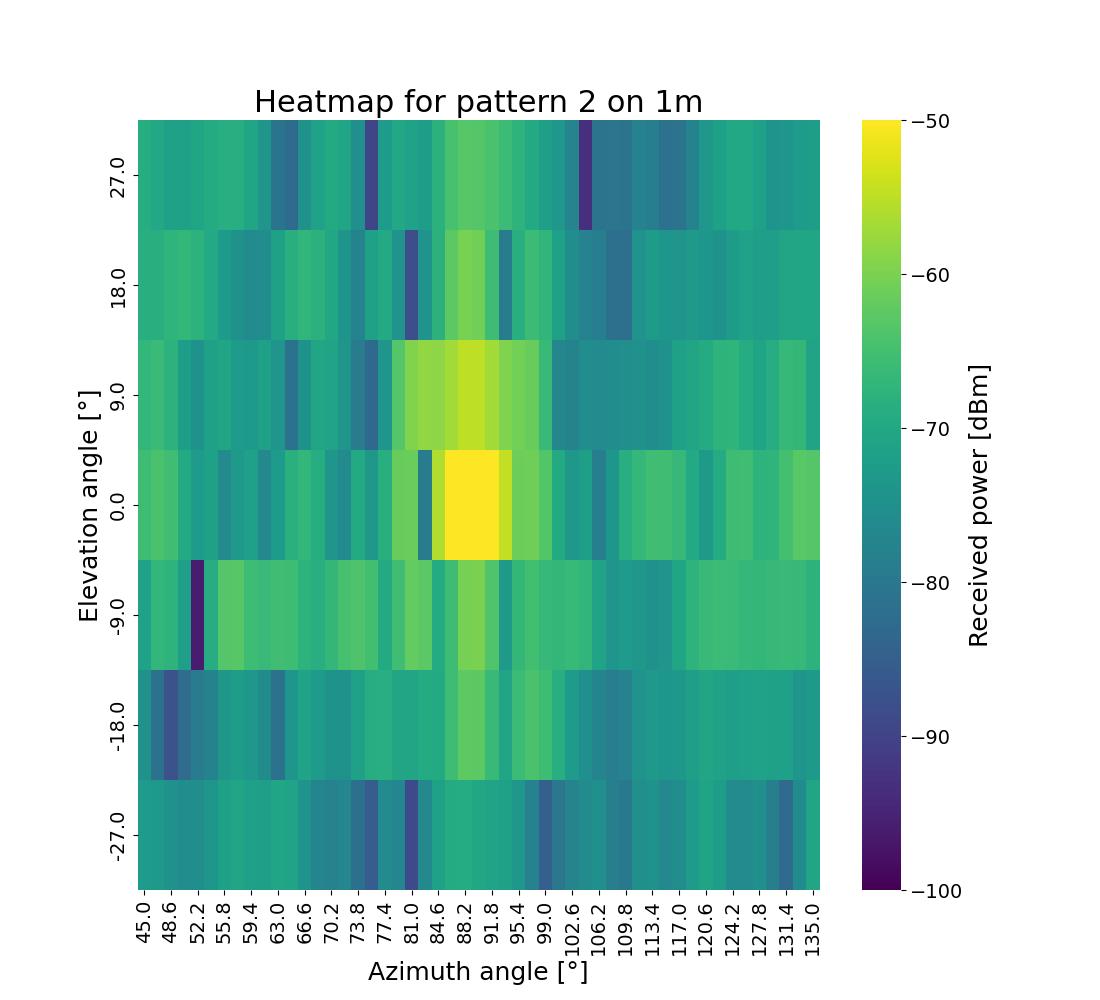 Heatmap for pattern 2 on 1m
Elevation angle [°]
27.0
18.0
9.0
0.0
-9.0
-18.0
-27.0
45.0 48.6 52.2 55.8 59.4 63.0 66.6 70.2 73.8 77.4 81.0 84.6 88.2 91.8 95.4 99.0 102.6 106.2 109.8 113.4 117.0 120.6 124.2 127.8 131.4 135.0
Azimuth angle [°]
−50
−60
−70
−80
−90
−100
Received power [dBm]